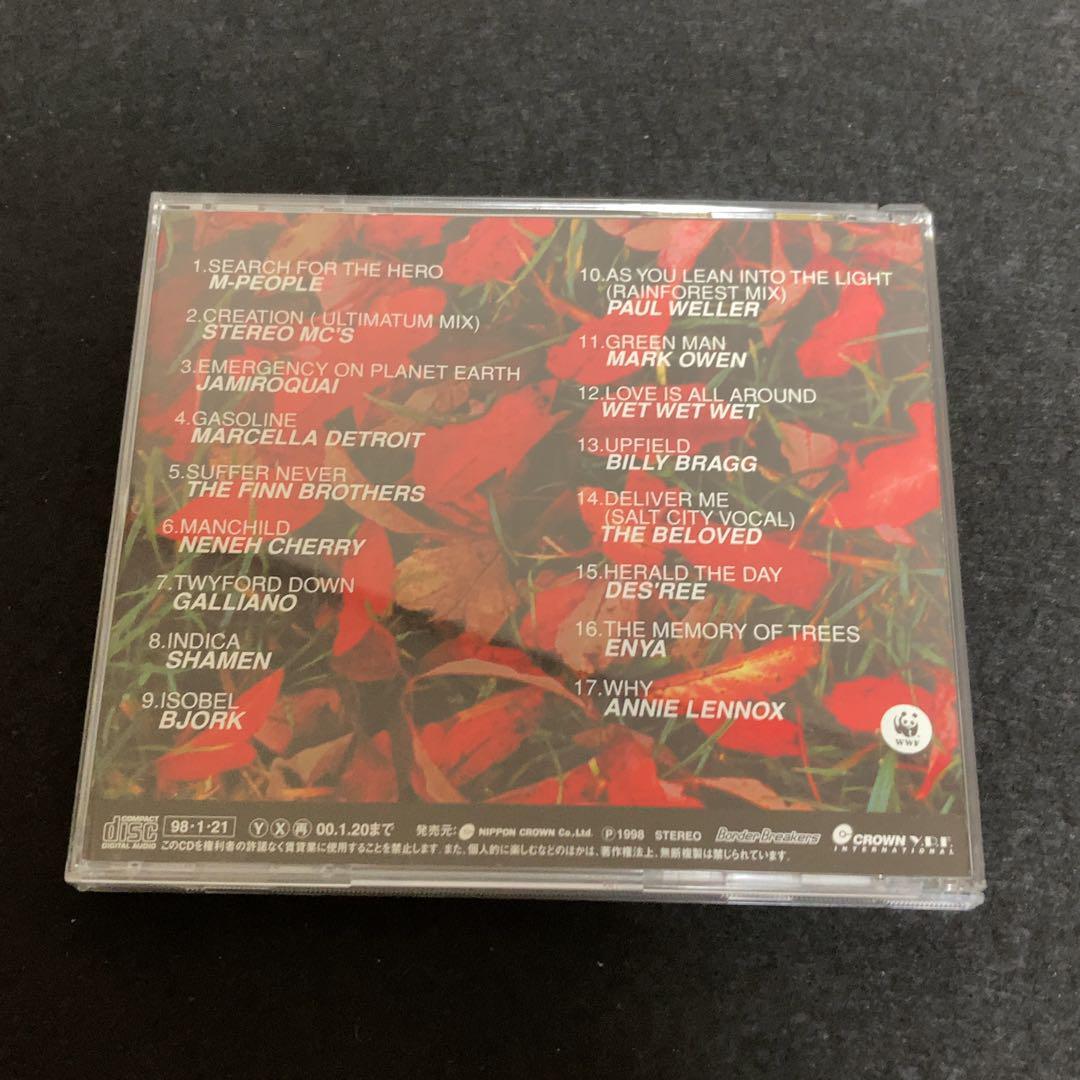 1.SEARCH FOR THE HERO
M-PEOPLE
2.CREATION ( ULTIMATUM MIX)
STEREO MC'S
3.EMERGENCY ON PLANET EARTH
JAMIROQUAI
4.GASOLINE
MARCELLA DETROIT
5.SUFFER NEVER
THE FINN BROTHERS
6.MANCHILD
NENEH CHERRY
7.TWYFORD DOWN
GALLIANO
8.INDICA
SHAMEN
9.ISOBEL
BJORK
10.AS YOU LEAN INTO THE LIGHT
(RAINFOREST MIX)
PAUL WELLER
11.GREEN MAN
MARK OWEN
12.LOVE IS ALL AROUND
WET WET WET
13.UPFIELD
BILLY BRAGG
14.DELIVER ME
(SALT CITY VOCAL)
THE BELOVED
15.HERALD THE DAY
DES'REE
16.THE MEMORY OF TREES
ENYA
17.WHY
ANNIE LENNOX
WWF
COMPACT
disc
DIGITAL AUDIO
98・1・21 Ⓨ Ⓧ ㊢ 00.1.20まで 発売元: NIPPON CROWN Co.,Ltd. Ⓟ1998 STEREO Border Breakers CROWN Y.B.F.
INTERNATIONAL
このCDを権利者の許諾なく賃貸業に使用することを禁止します。また、個人的に楽しむなどのほかは、著作権法上、無断複製は禁じられています。